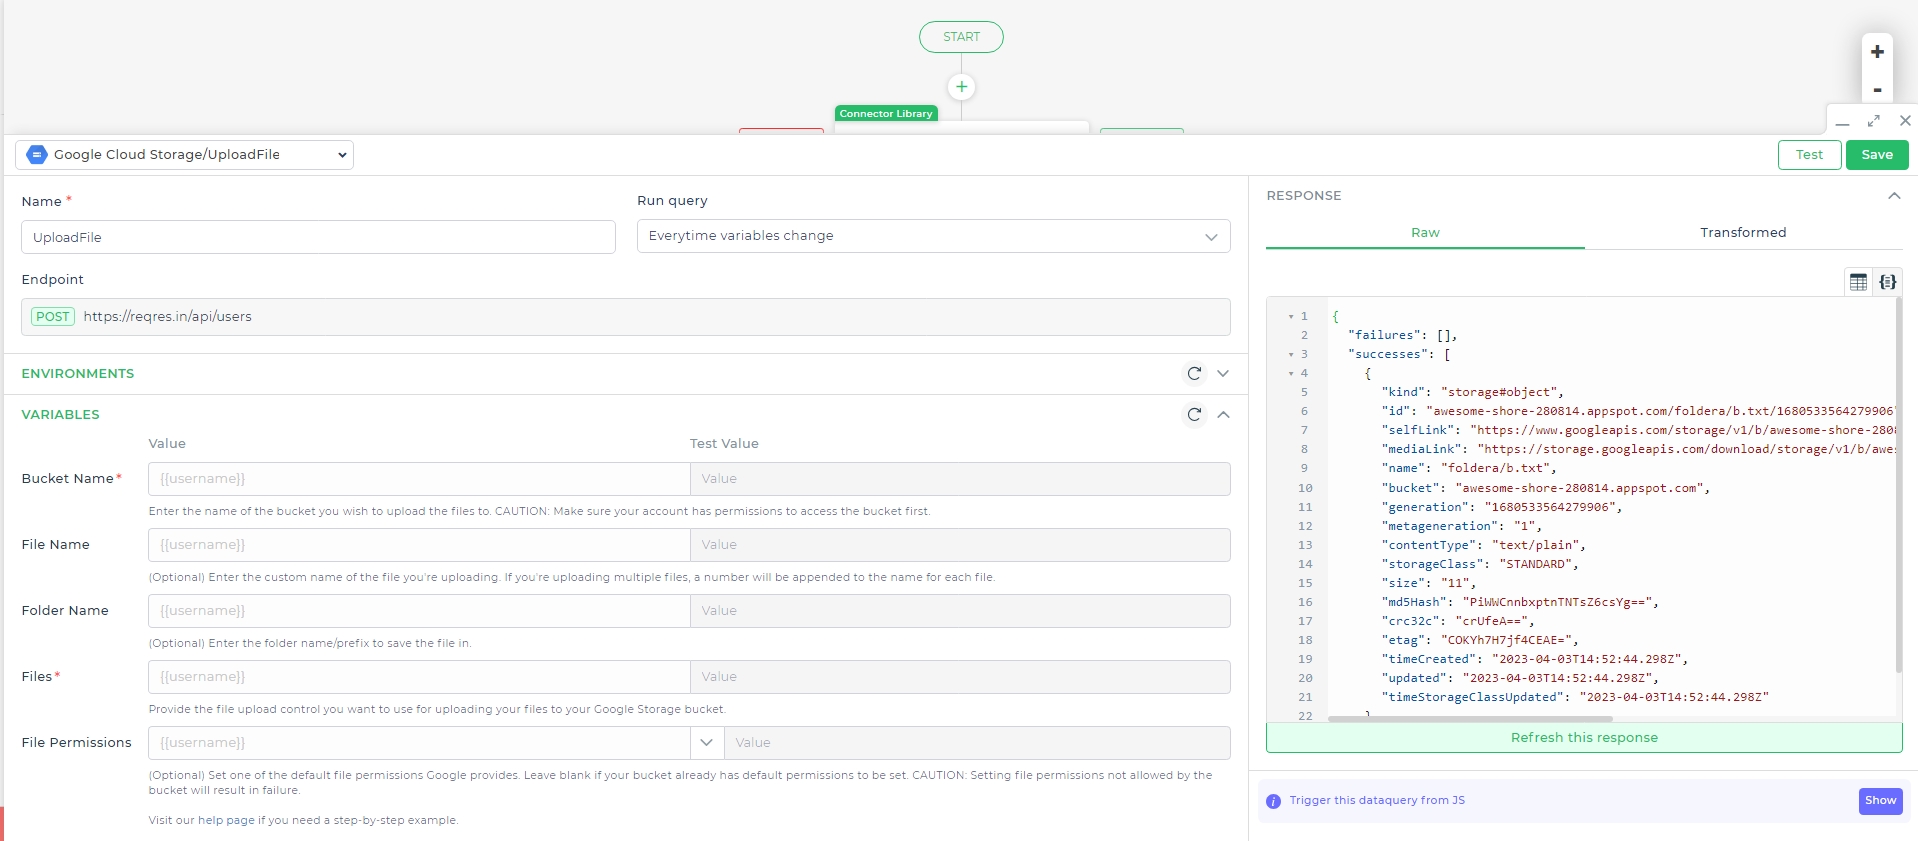 START
+
+
-
Connector Library
Google Cloud Storage/UploadFile
Test
Save
Name *
Run query
UploadFile
Everytime variables change
Endpoint
POST https://reqres.in/api/users
ENVIRONMENTS
VARIABLES
Value
Test Value
Bucket Name*
{{username}}
Value
Enter the name of the bucket you wish to upload the files to. CAUTION: Make sure your account has permissions to access the bucket first.
File Name
{{username}}
Value
(Optional) Enter the custom name of the file you're uploading. If you're uploading multiple files, a number will be appended to the name for each file.
Folder Name
{{username}}
Value
(Optional) Enter the folder name/prefix to save the file in.
Files*
{{username}}
Value
Provide the file upload control you want to use for uploading your files to your Google Storage bucket.
File Permissions
{{username}}
Value
(Optional) Set one of the default file permissions Google provides. Leave blank if your bucket already has default permissions to be set. CAUTION: Setting file permissions not allowed by the
bucket will result in failure.
Visit our help page if you need a step-by-step example.
RESPONSE
Raw
Transformed
1 {
2 "failures": [],
3 "successes": [
4 {
5 "kind": "storage#object",
6 "id": "awesome-shore-280814.appspot.com/foldera/b.txt/1680533564279906"
7 "selfLink": "https://www.googleapis.com/storage/v1/b/awesome-shore-280
8 "mediaLink": "https://storage.googleapis.com/download/storage/v1/b/awes
9 "name": "foldera/b.txt",
10 "bucket": "awesome-shore-280814.appspot.com",
11 "generation": "1680533564279906",
12 "metageneration": "1",
13 "contentType": "text/plain",
14 "storageClass": "STANDARD",
15 "size": "11",
16 "md5Hash": "PiWWCnnbxptnTNTsZ6csYg==",
17 "crc32c": "crUfeA==",
18 "etag": "COKYh7H7jf4CEAE=",
19 "timeCreated": "2023-04-03T14:52:44.298Z",
20 "updated": "2023-04-03T14:52:44.298Z",
21 "timeStorageClassUpdated": "2023-04-03T14:52:44.298Z"
22 }
Refresh this response
Trigger this dataquery from JS
Show